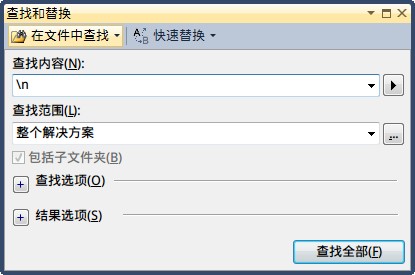 查找和替换
在文件中查找 快速替换
查找内容(N):
\n
查找范围(L):
整个解决方案
...
包括子文件夹(B)
查找选项(O)
结果选项(S)
查找全部(F)